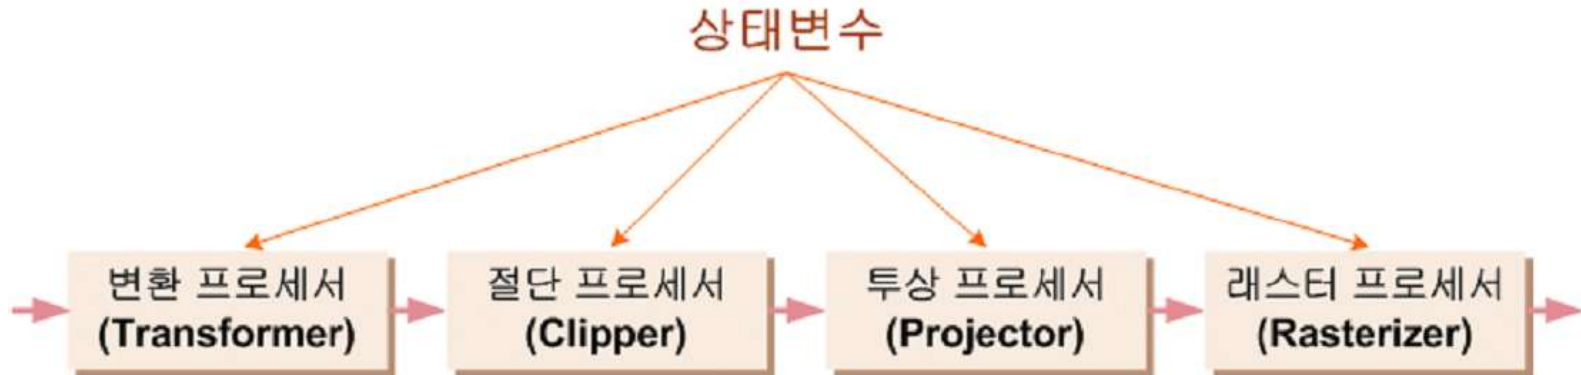 상태변수
변환 프로세서
(Transformer)
절단 프로세서
(Clipper)
투상 프로세서
(Projector)
래스터 프로세서
(Rasterizer)